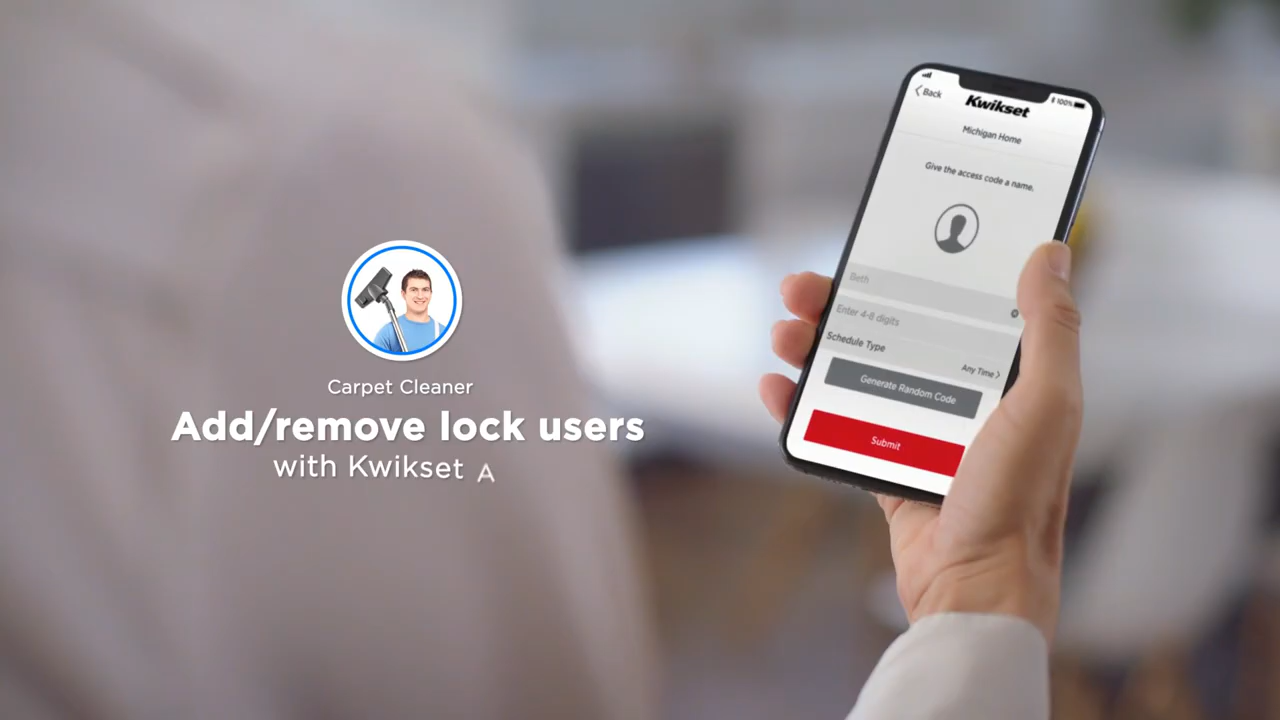 Carpet Cleaner
Add/remove lock users
with Kwikset A
Back
100%
Kwikset
Michigan Home
Give the access code a name.
Beth
Enter 4-8 digits
Schedule Type
Any Time
Generate Random Code
Submit